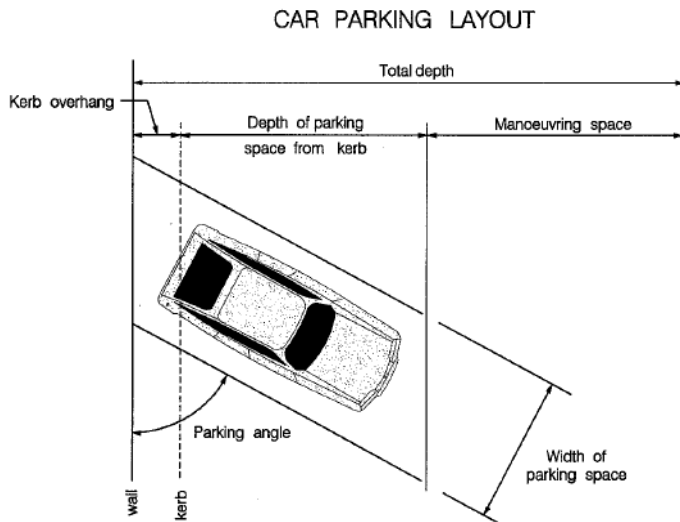 CAR PARKING LAYOUT
Total depth
Kerb overhang
Depth of parking
space from kerb
Manoeuvring space
Parking angle
Width of
parking space
wall
kerb